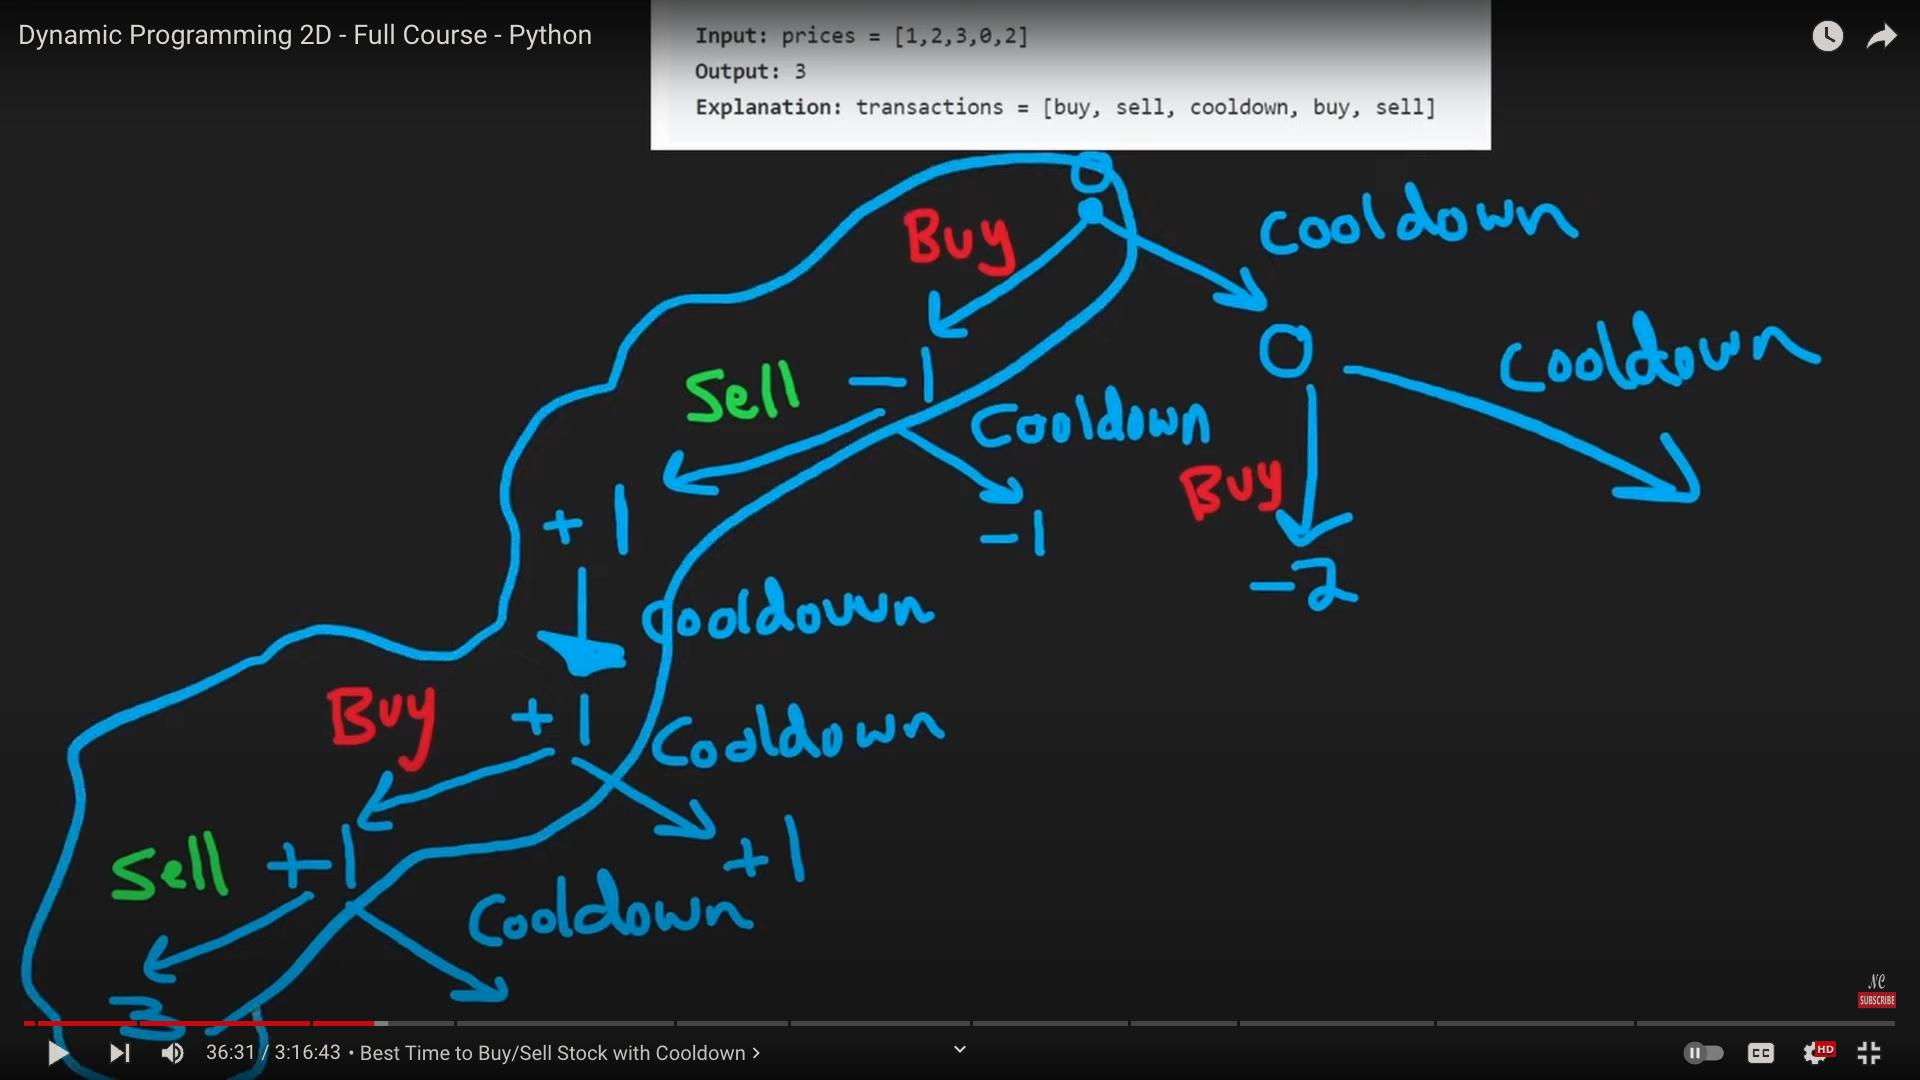 Dynamic Programming 2D - Full Course - Python
Input: prices = [1,2,3,0,2]
Output: 3
Explanation: transactions = [buy, sell, cooldown, buy, sell]
0
Buy
Cooldown
Sell
-1
Cooldown
0
Cooldown
+1
-1
Buy
-2
Cooldown
Buy
+1
Cooldown
Sell
+1
+1
Cooldown
3
NC
SUBSCRIBE
36:31 / 3:16:43 • Best Time to Buy/Sell Stock with Cooldown >
CC
HD